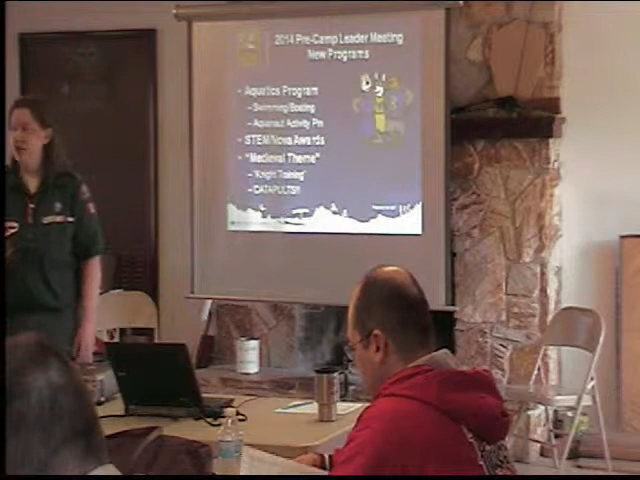 2014 Pre-Camp Leader Meeting
New Programs
- Aquatics Program
- Swimming/Boating
- Aquanaut Activity Pin
- STEM/Nova Awards
- "Medieval Theme"
- "Knight Training"
- CATAPULTS!!